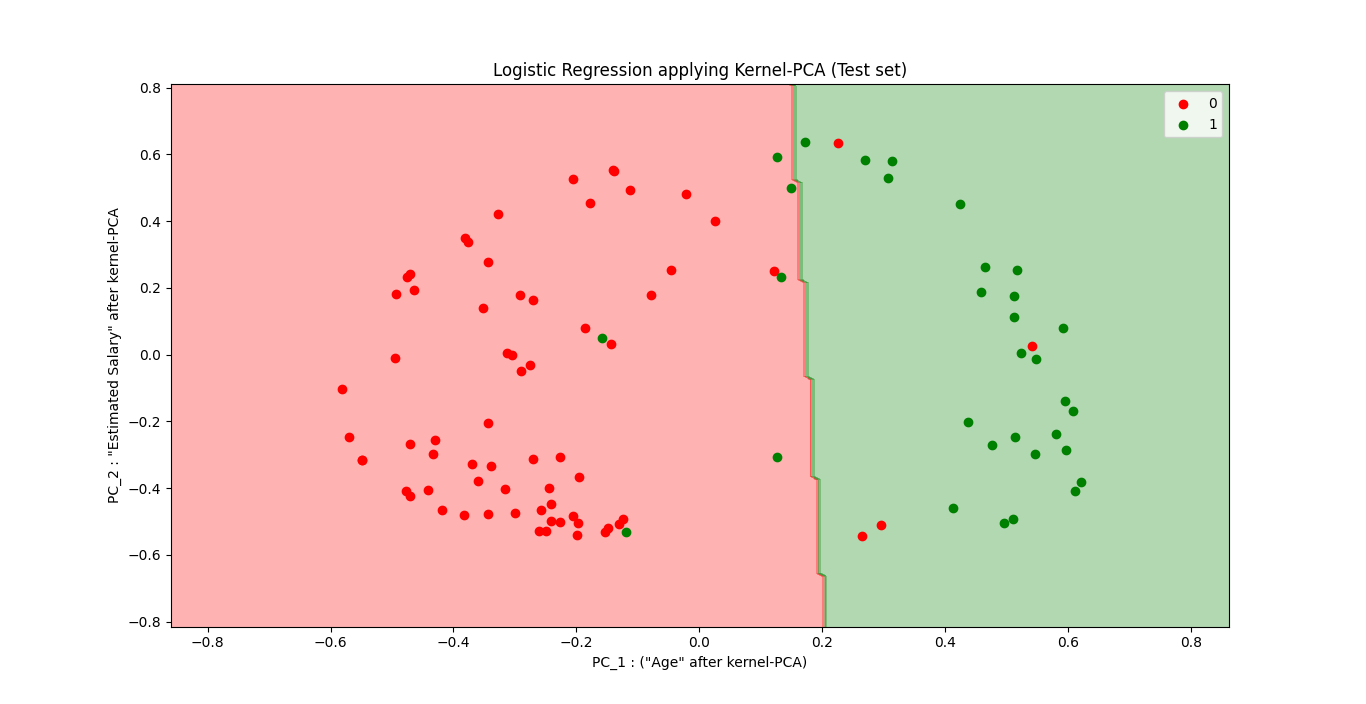 Logistic Regression applying Kernel-PCA (Test set)
0
1
0.8
0.6
0.4
0.2
0.0
−0.2
−0.4
−0.6
−0.8
PC_2 : "Estimated Salary" after kernel-PCA
−0.8 −0.6 −0.4 −0.2 0.0 0.2 0.4 0.6 0.8
PC_1 : ("Age" after kernel-PCA)